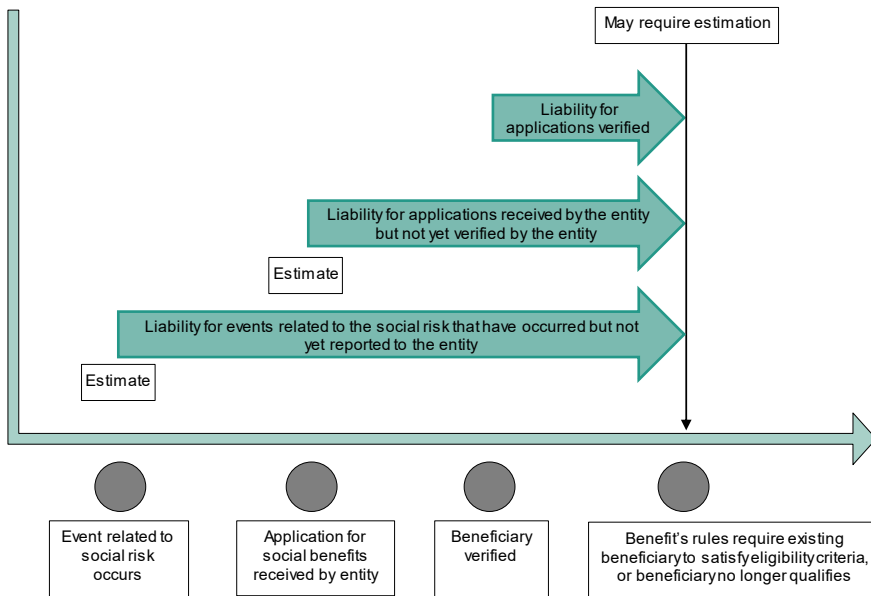 May require estimation
Liability for
applications verified
Liability for applications received by the entity
but not yet verified by the entity
Estimate
Liability for events related to the social risk that have occurred but not
yet reported to the entity
Estimate
Event related to
social risk
occurs
Application for
social benefits
received by entity
Beneficiary
verified
Benefit's rules require existing
beneficiary to satisfy eligibility criteria,
or beneficiary no longer qualifies